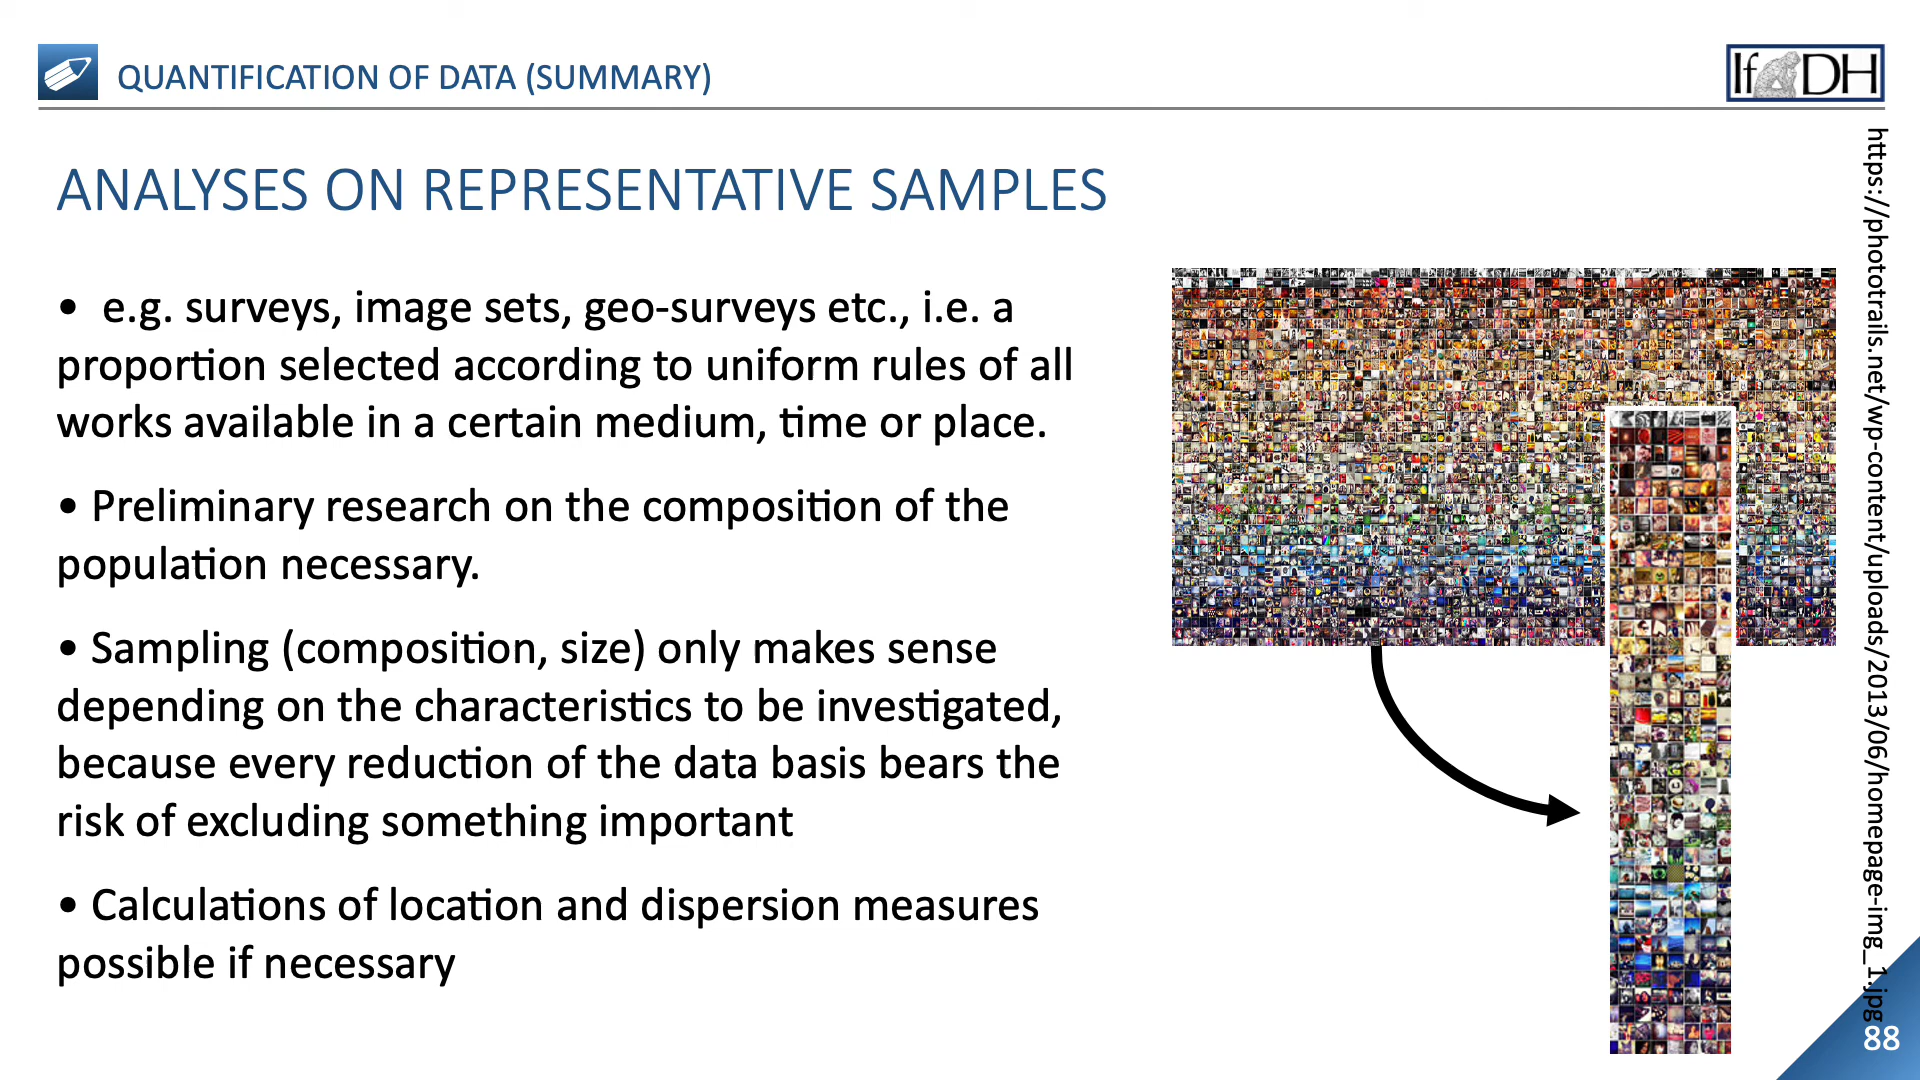 QUANTIFICATION OF DATA (SUMMARY)
IfDH
ANALYSES ON REPRESENTATIVE SAMPLES
• e.g. surveys, image sets, geo-surveys etc., i.e. a
proportion selected according to uniform rules of all
works available in a certain medium, time or place.
• Preliminary research on the composition of the
population necessary.
• Sampling (composition, size) only makes sense
depending on the characteristics to be investigated,
because every reduction of the data basis bears the
risk of excluding something important
• Calculations of location and dispersion measures
possible if necessary
https://phototrails.net/wp-content/uploads/2013/06/homepage-img_1.jpg
88